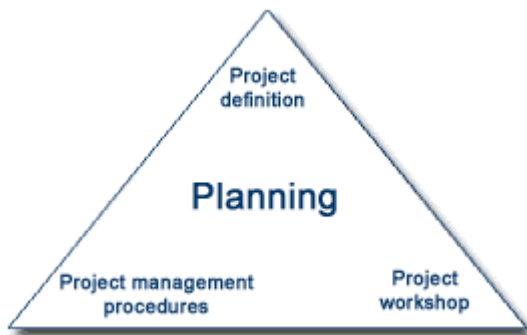 Project
definition
Planning
Project management
procedures
Project
workshop